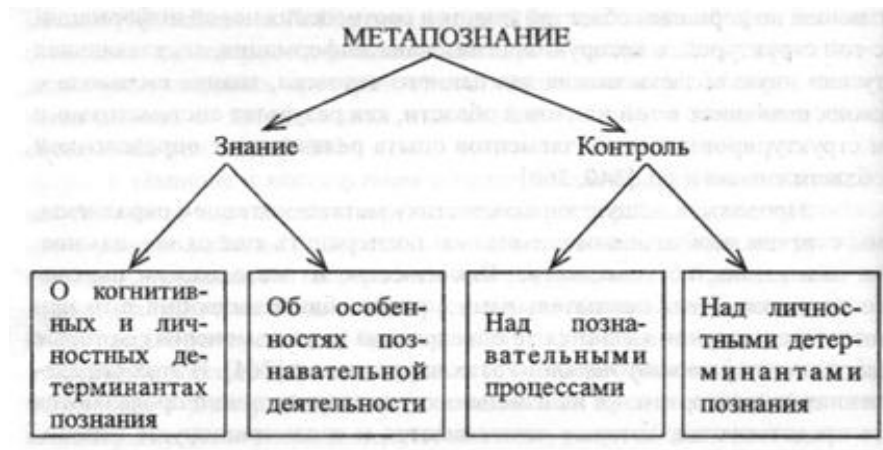 МЕТАПОЗНАНИЕ
Знание
Контроль
О когнитив-
ных и лич-
ностных де-
терминантах
познания
Об особен-
ностях поз-
навательной
деятельности
Над позна-
вательными
процессами
Над личност-
ными детер-
минантами
познания